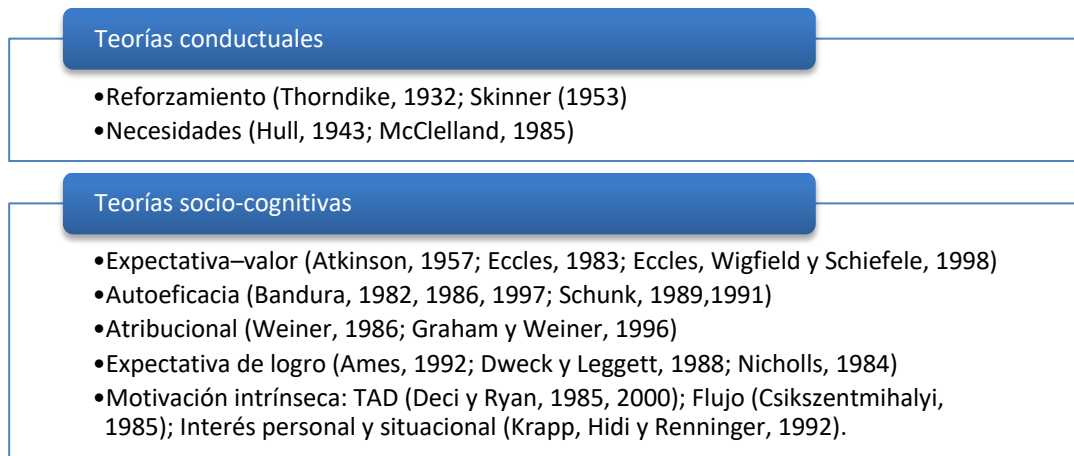 Teorías conductuales
•Reforzamiento (Thorndike, 1932; Skinner (1953)
•Necesidades (Hull, 1943; McClelland, 1985)
Teorías socio-cognitivas
•Expectativa–valor (Atkinson, 1957; Eccles, 1983; Eccles, Wigfield y Schiefele, 1998)
•Autoeficacia (Bandura, 1982, 1986, 1997; Schunk, 1989,1991)
•Atribucional (Weiner, 1986; Graham y Weiner, 1996)
•Expectativa de logro (Ames, 1992; Dweck y Leggett, 1988; Nicholls, 1984)
•Motivación intrínseca: TAD (Deci y Ryan, 1985, 2000); Flujo (Csikszentmihalyi,
1985); Interés personal y situacional (Krapp, Hidi y Renninger, 1992).